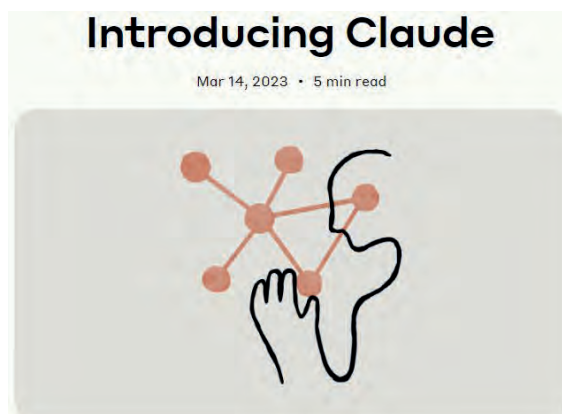 Introducing Claude
Mar 14, 2023 • 5 min read